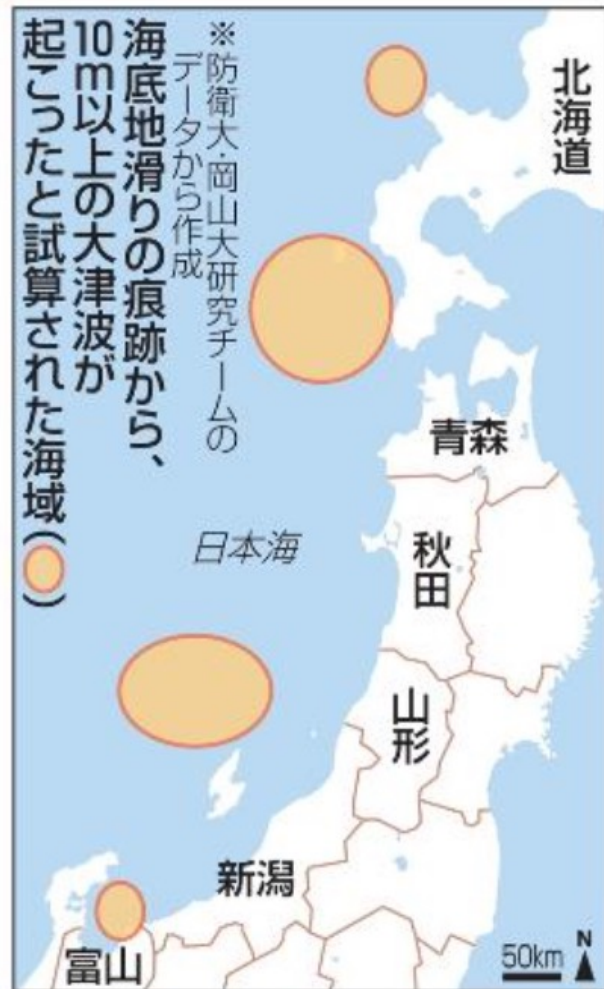 海底地滑りの痕跡から、
10m以上の大津波が
起こったと試算された海域( )
※防衛大・岡山大研究チームの
データから作成
北海道
青森
秋田
山形
新潟
富山
日本海
50km
N